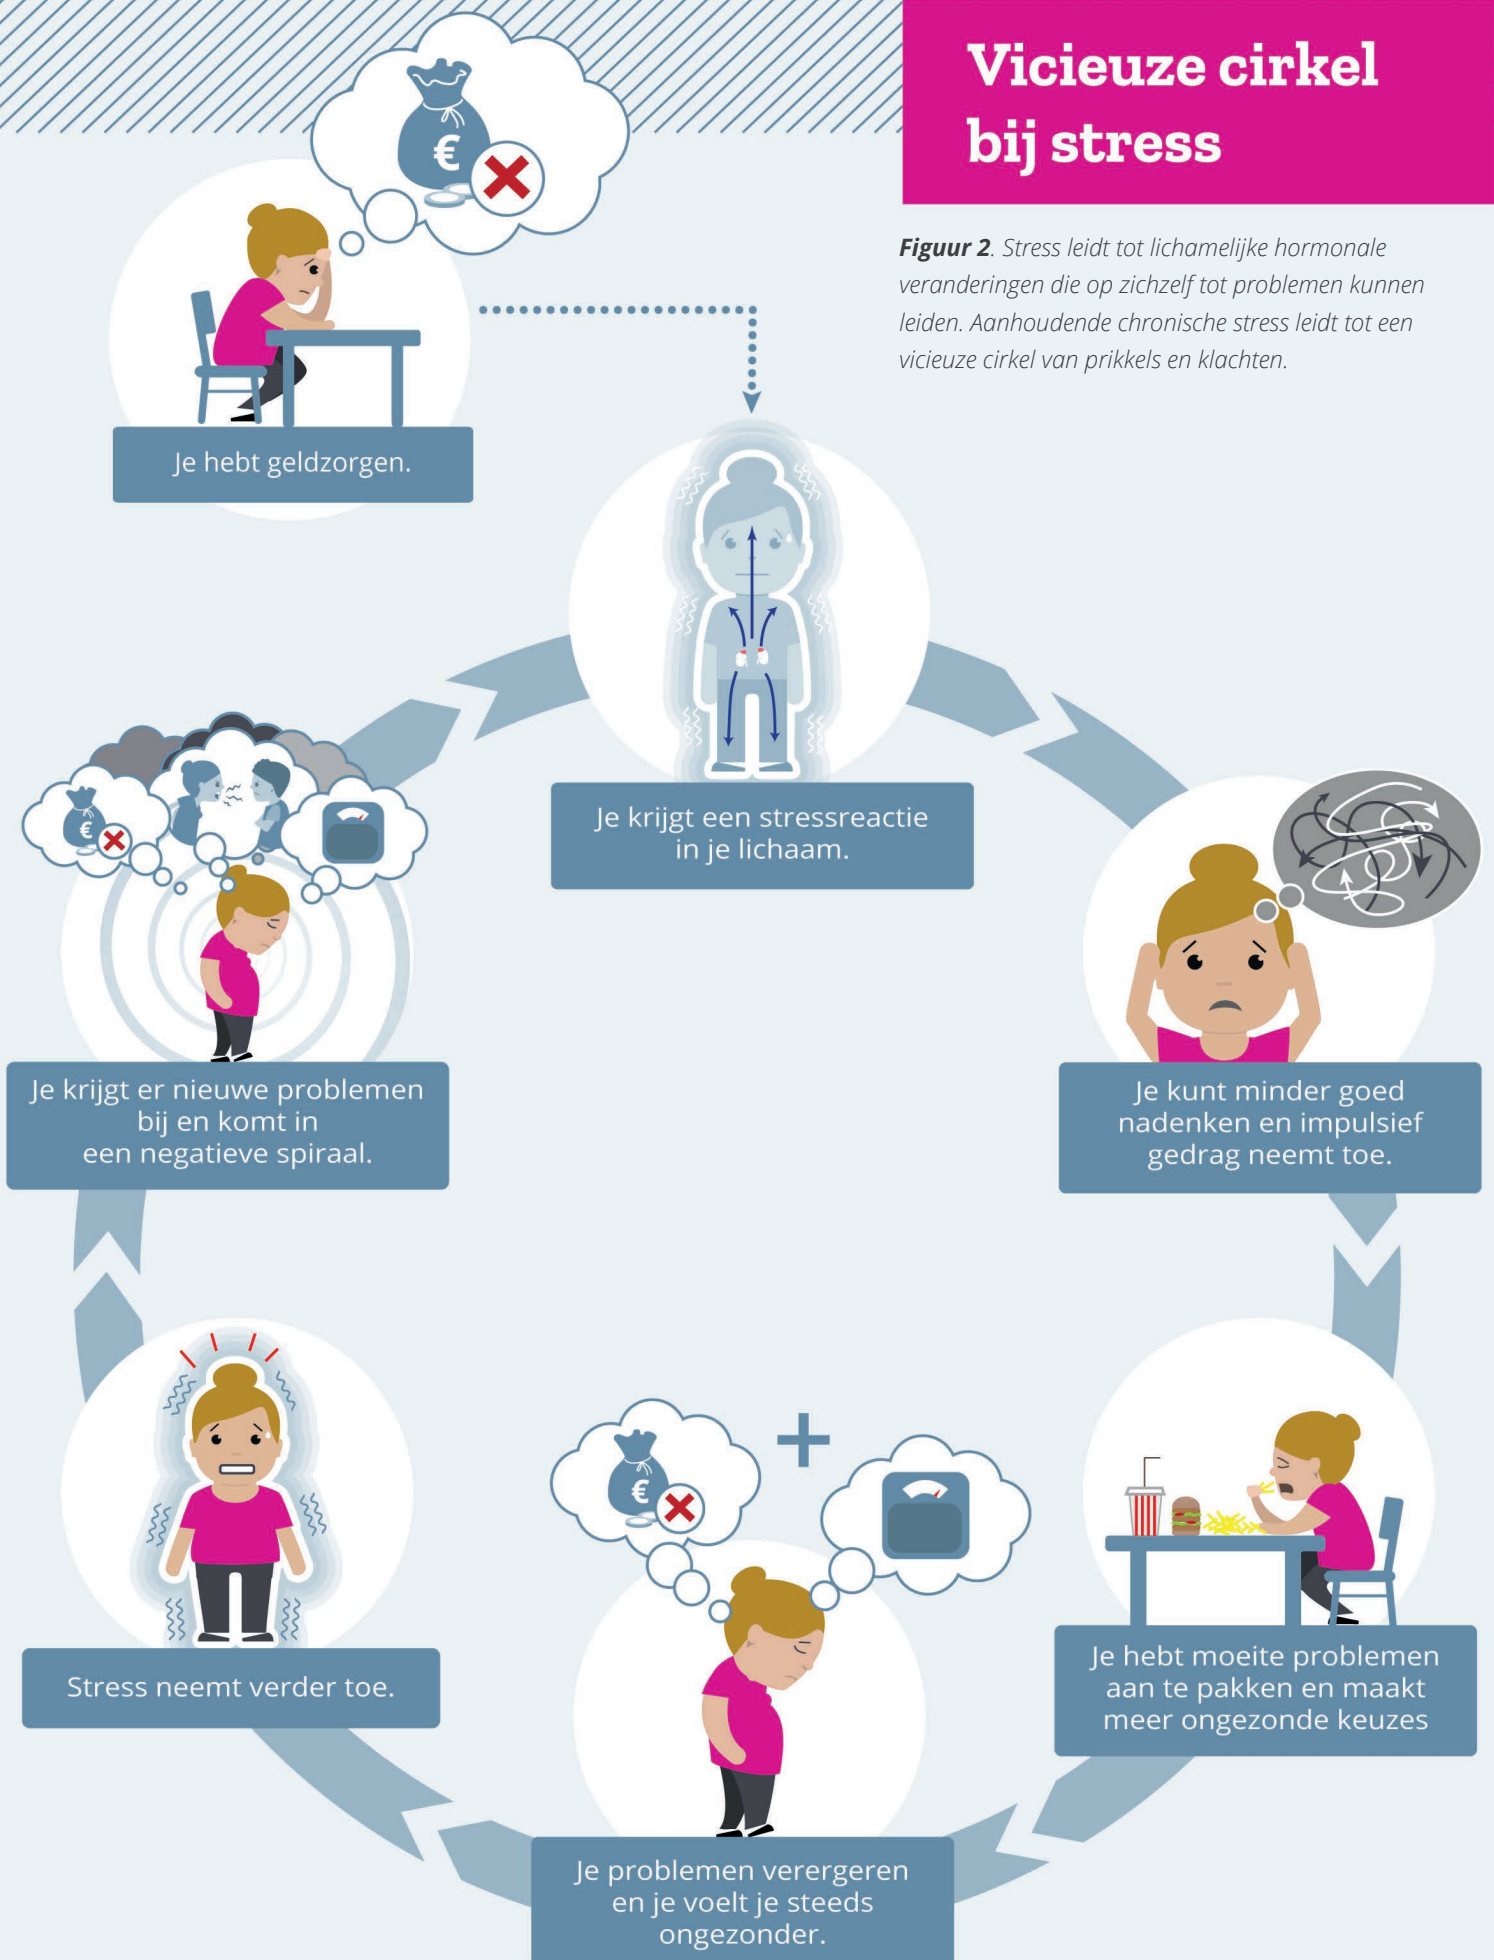 Vicieuze cirkel
bij stress
Figuur 2. Stress leidt tot lichamelijke hormonale
veranderingen die op zichzelf tot problemen kunnen
leiden. Aanhoudende chronische stress leidt tot een
vicieuze cirkel van prikkels en klachten.
€
Je hebt geldzorgen.
Je krijgt een stressreactie
in je lichaam.
Je kunt minder goed
nadenken en impulsief
gedrag neemt toe.
Je hebt moeite problemen
aan te pakken en maakt
meer ongezonde keuzes
€
+
Je problemen verergeren
en je voelt je steeds
ongezonder.
Stress neemt verder toe.
€
Je krijgt er nieuwe problemen
bij en komt in
een negatieve spiraal.